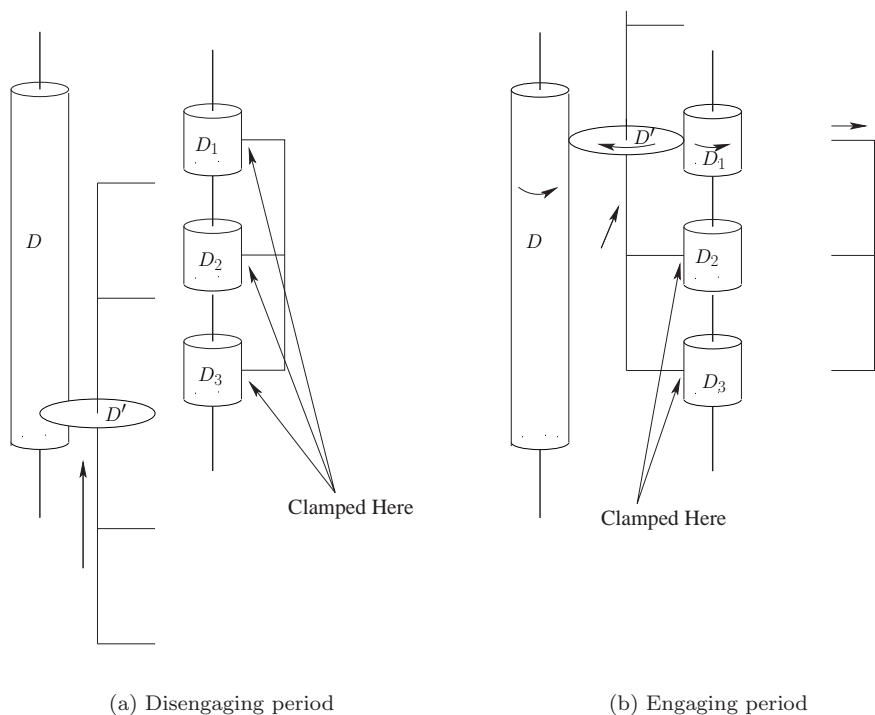 D
D′
D₁
D₂
D₃
Clamped Here
(a) Disengaging period
D
D′
D₁
D₂
D₃
Clamped Here
(b) Engaging period